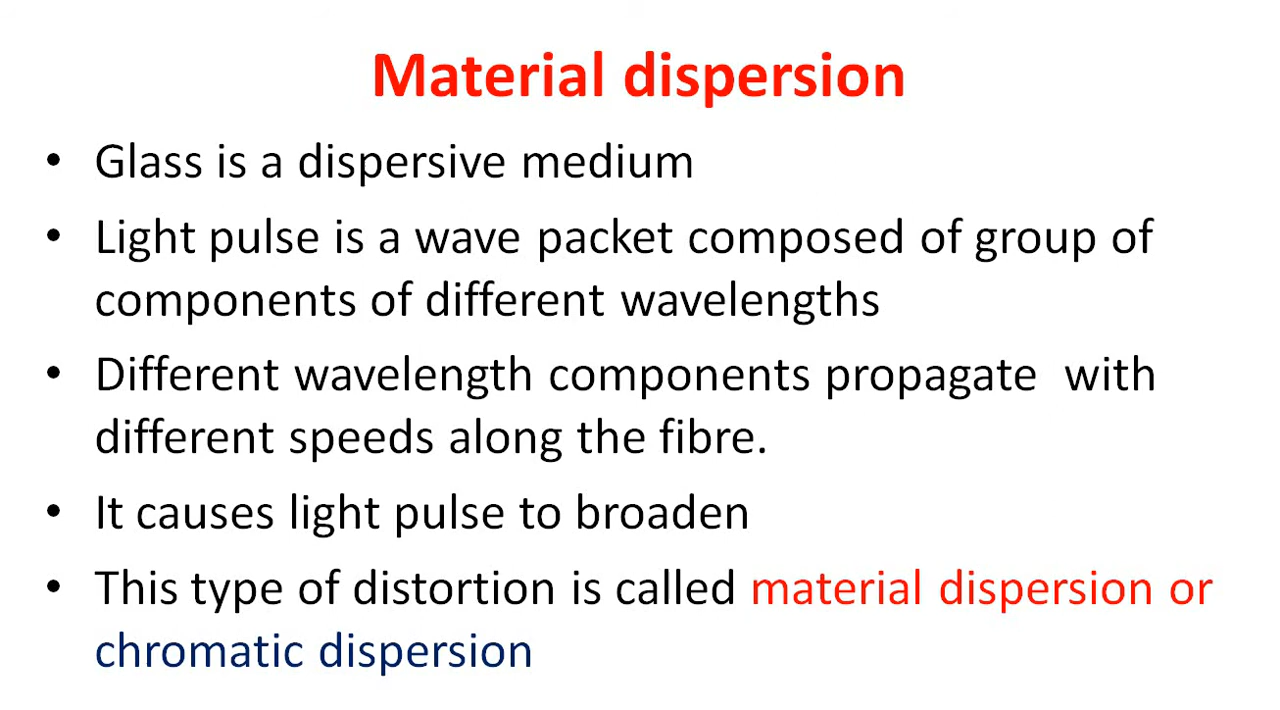 Material dispersion
• Glass is a dispersive medium
• Light pulse is a wave packet composed of group of
components of different wavelengths
• Different wavelength components propagate  with
different speeds along the fibre.
• It causes light pulse to broaden
• This type of distortion is called material dispersion or
chromatic dispersion